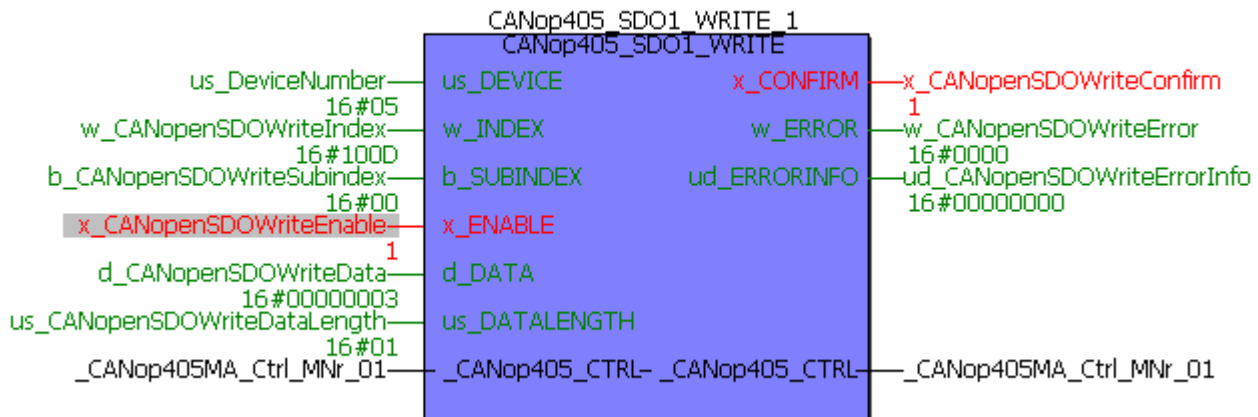 CANop405_SDO1_WRITE_1
CANop405_SDO1_WRITE
us_DeviceNumber us_DEVICE x_CONFIRM x_CANopenSDOWriteConfirm
16#05 1
w_CANopenSDOWriteIndex w_INDEX w_ERROR w_CANopenSDOWriteError
16#100D 16#0000
b_CANopenSDOWriteSubindex b_SUBINDEX ud_ERRORINFO ud_CANopenSDOWriteErrorInfo
16#00 16#00000000
x_CANopenSDOWriteEnable x_ENABLE
1
d_CANopenSDOWriteData d_DATA
16#00000003
us_CANopenSDOWriteDataLength us_DATALENGTH
16#01
_CANop405MA_Ctrl_MNr_01 _CANop405_CTRL _CANop405_CTRL _CANop405MA_Ctrl_MNr_01